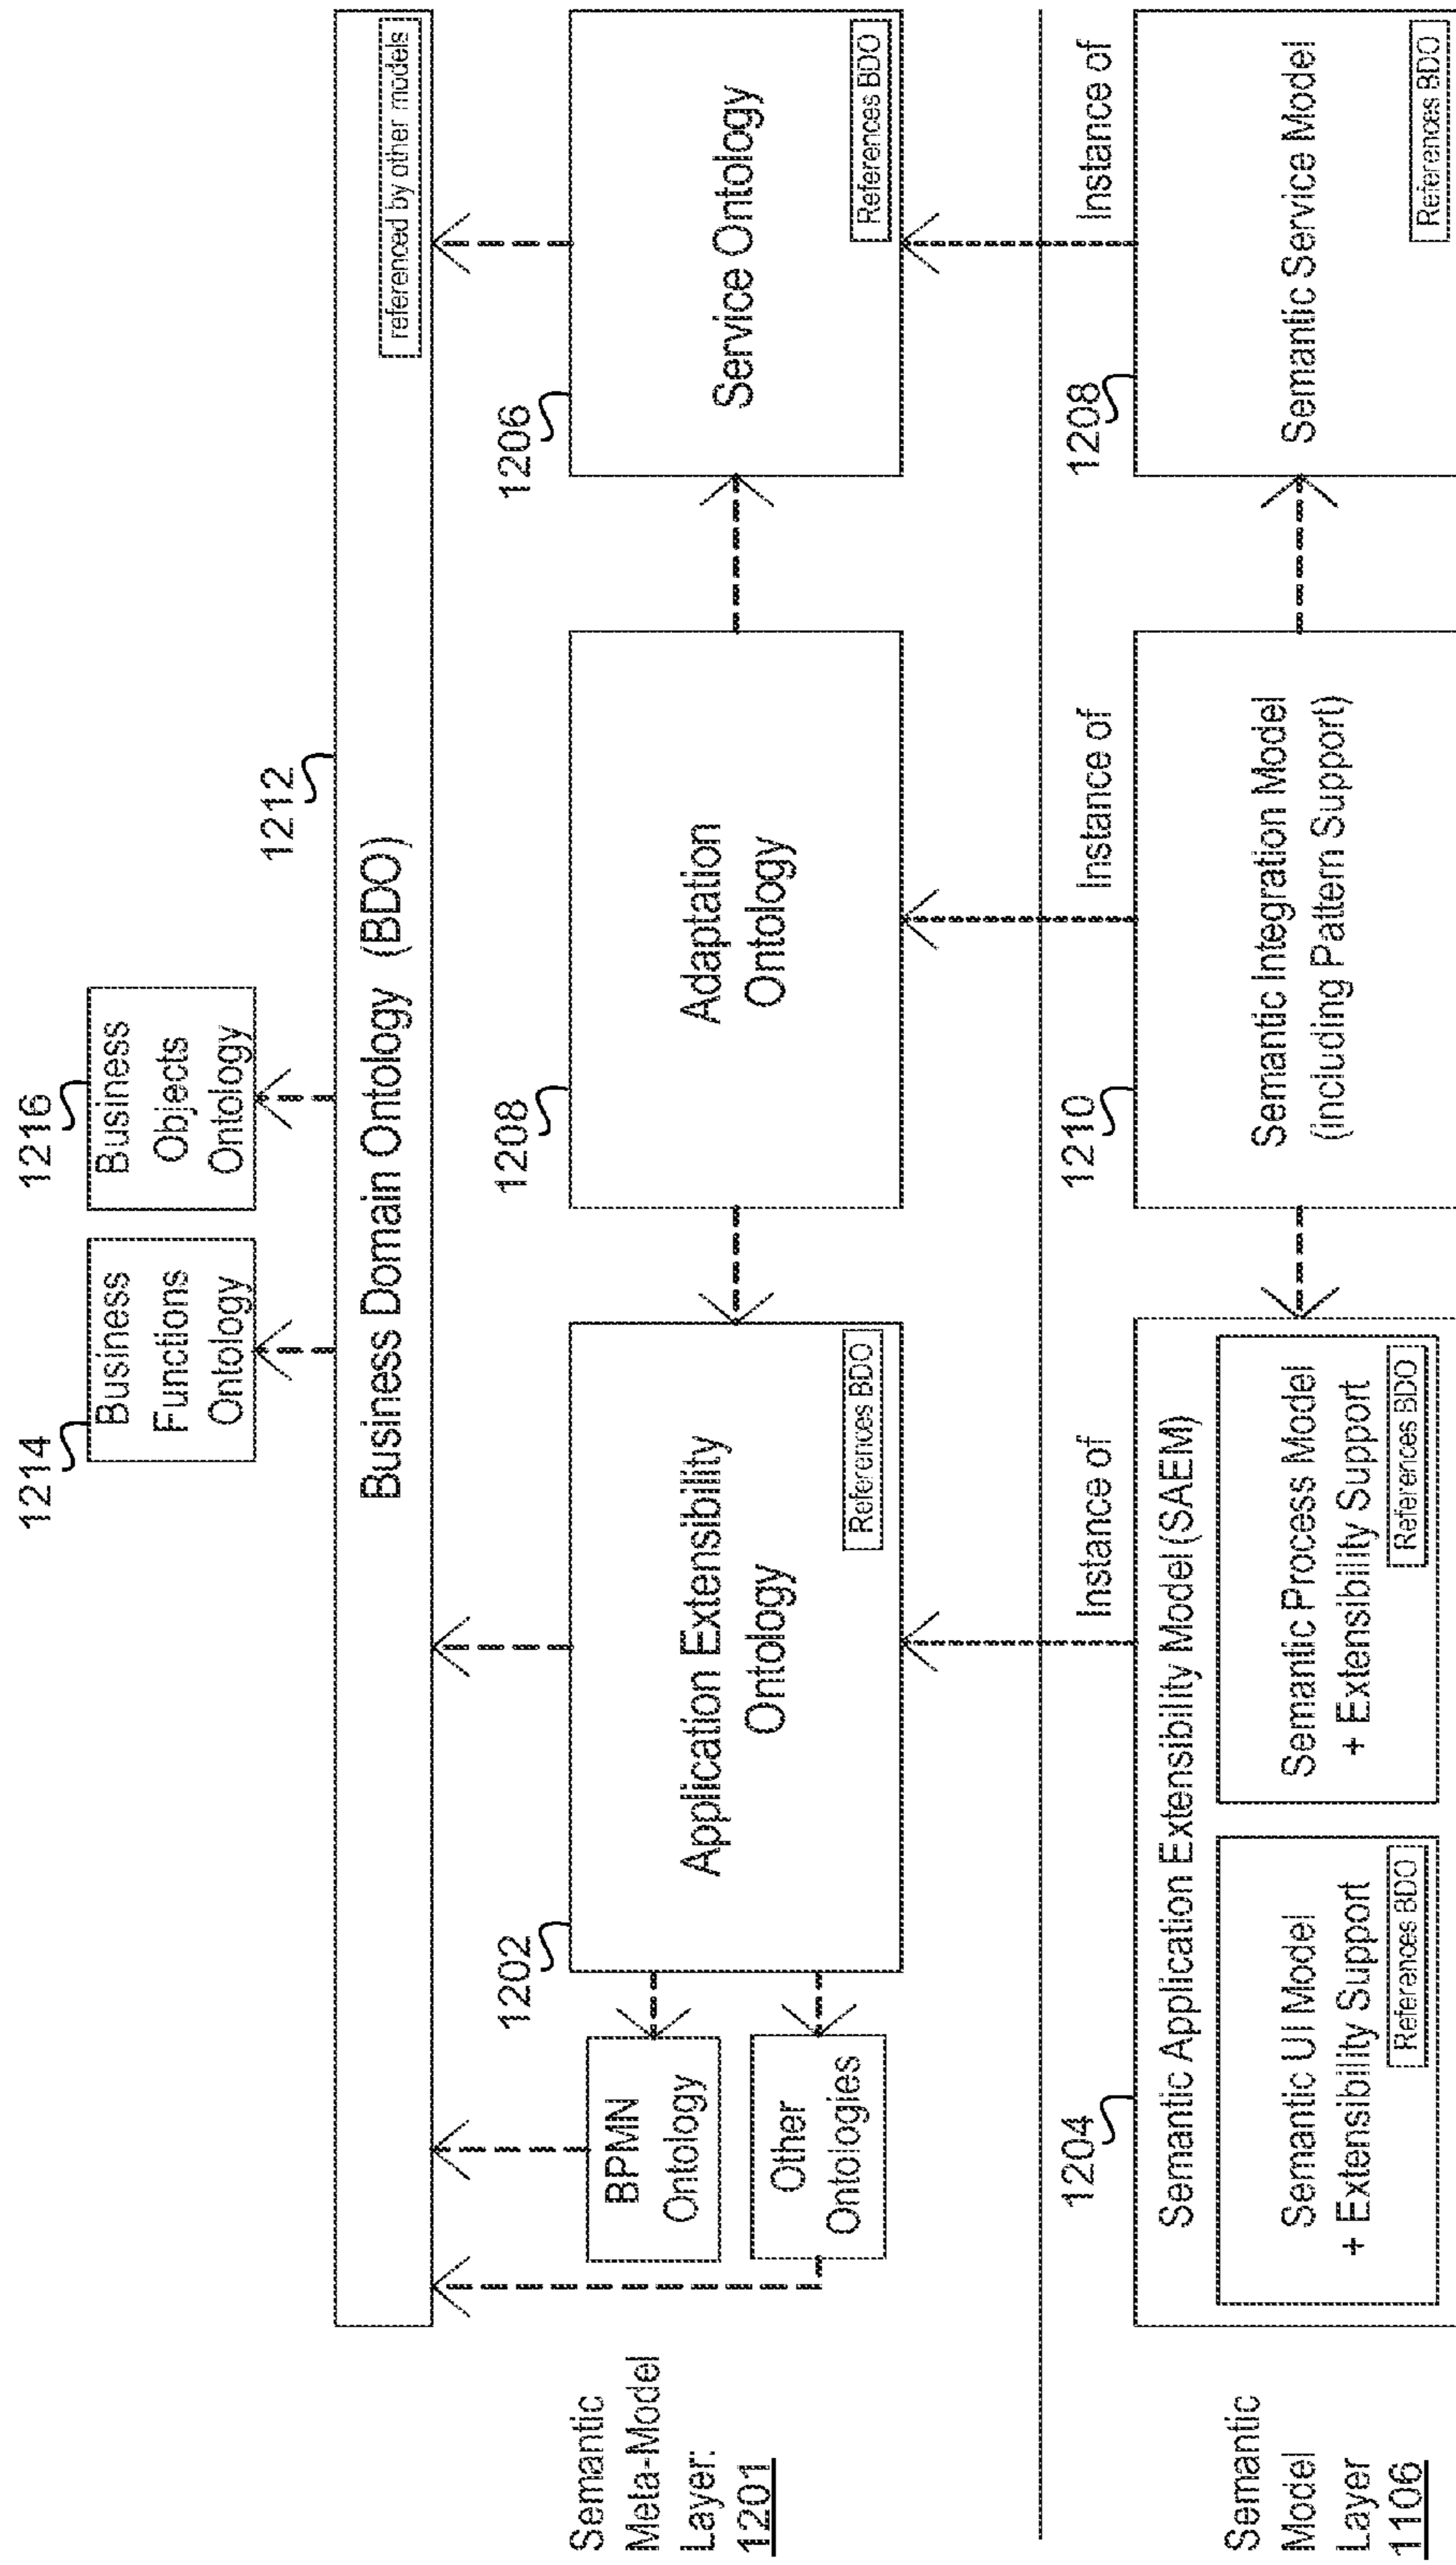 1214
1216
Business
Functions
Ontology
Business
Objects
Ontology
1212
Business Domain Ontology (BDO)
referenced by other models
Semantic
Meta-Model
Layer:
1201
BPMN
Ontology
Other
Ontologies
1202
Application Extensibility
Ontology
References BDO
1208
Adaptation
Ontology
1206
Service Ontology
References BDO
Instance of
Instance of
Instance of
Semantic
Model
Layer
1106
1204
Semantic Application Extensibility Model (SAEM)
Semantic UI Model
+ Extensibility Support
References BDO
Semantic Process Model
+ Extensibility Support
References BDO
1210
Semantic Integration Model
(including Pattern Support)
1208
Semantic Service Model
References BDO